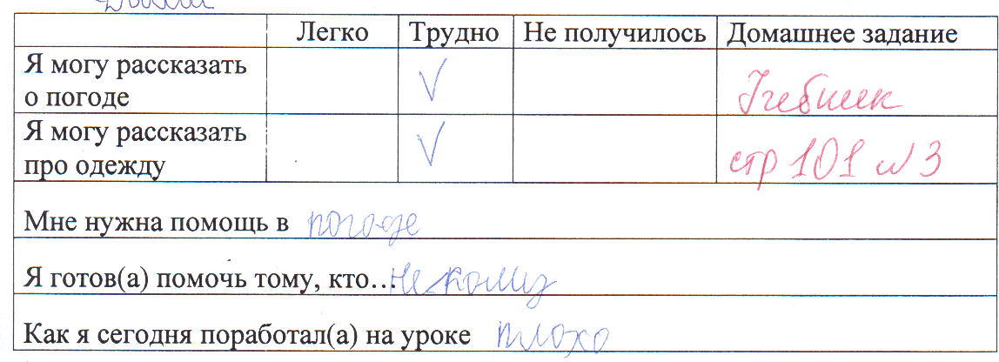 Легко Трудно Не получилось Домашнее задание
Я могу рассказать
о погоде
V
Учебник
Я могу рассказать
про одежду
V
стр 101 № 3
Мне нужна помощь в погоде
Я готов(а) помочь тому, кто… не кому
Как я сегодня поработал(а) на уроке плохо